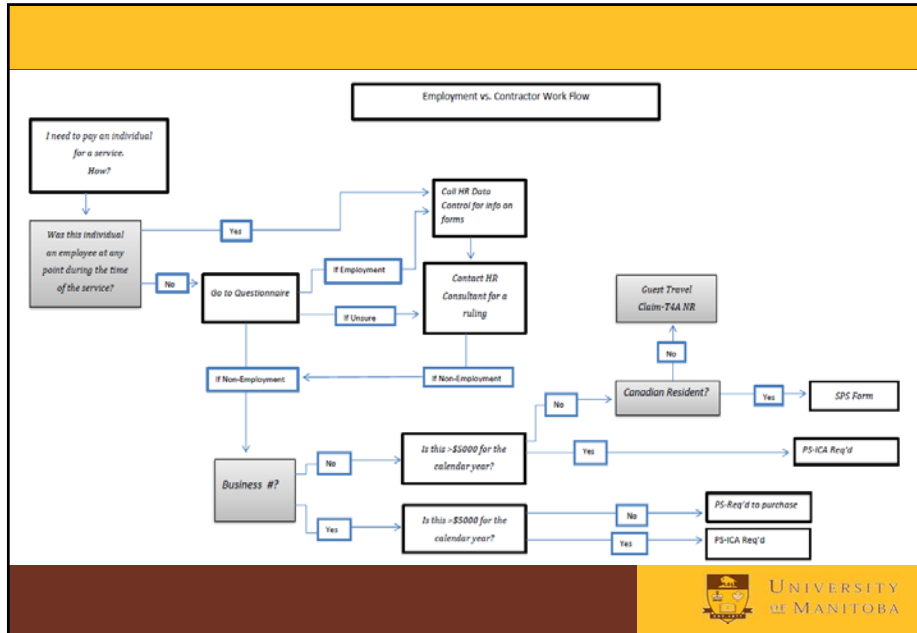 Employment vs. Contractor Work Flow
I need to pay an individual
for a service.
How?
Was this individual
an employee at any
point during the time
of the service?
Yes
No
Go to Questionnaire
If Employment
If Unsure
Call HR Data
Control for info on
forms
Contact HR
Consultant for a
ruling
If Non-Employment
If Non-Employment
Guest Travel
Claim-T4A NR
No
Canadian Resident?
Yes
SPS Form
No
Business #?
No
Is this >$5000 for the
calendar year?
Yes
PS-ICA Req'd
Yes
Is this >$5000 for the
calendar year?
No
PS-Req'd to purchase
Yes
PS-ICA Req'd
UNIVERSITY
OF MANITOBA